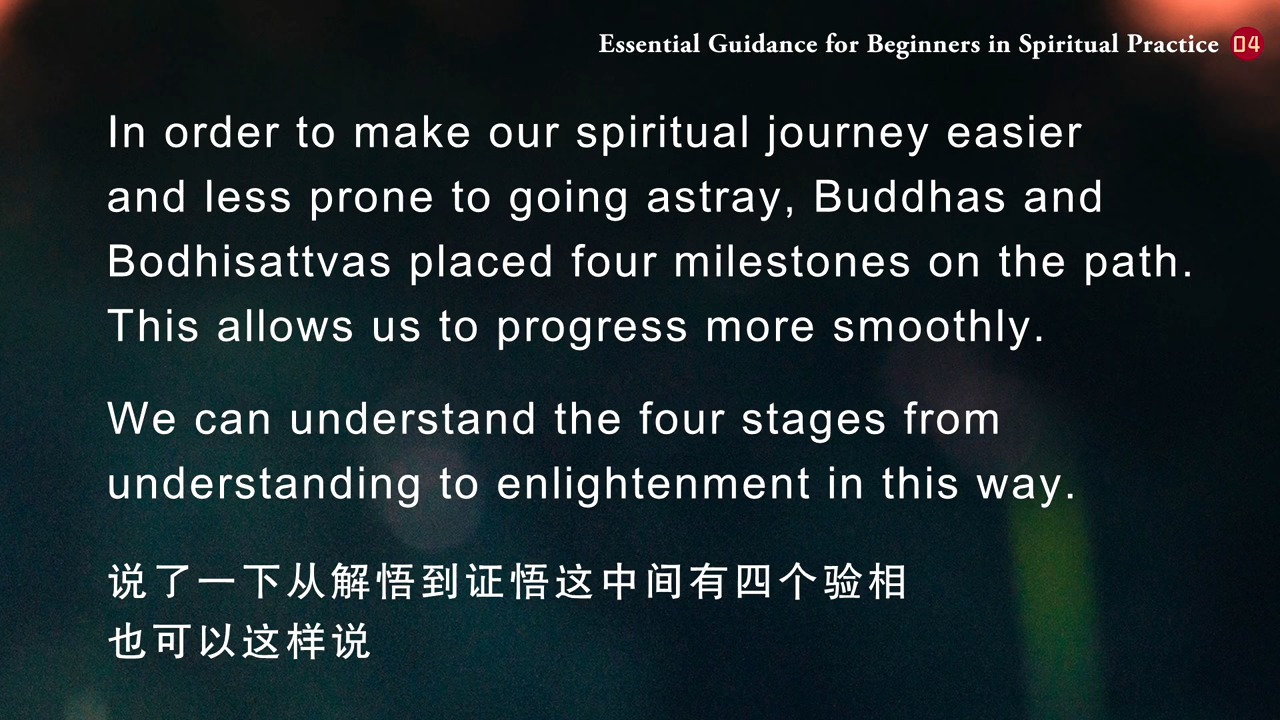 Essential Guidance for Beginners in Spiritual Practice 04
In order to make our spiritual journey easier
and less prone to going astray, Buddhas and
Bodhisattvas placed four milestones on the path.
This allows us to progress more smoothly.
We can understand the four stages from
understanding to enlightenment in this way.
说了一下从解悟到证悟这中间有四个验相
也可以这样说